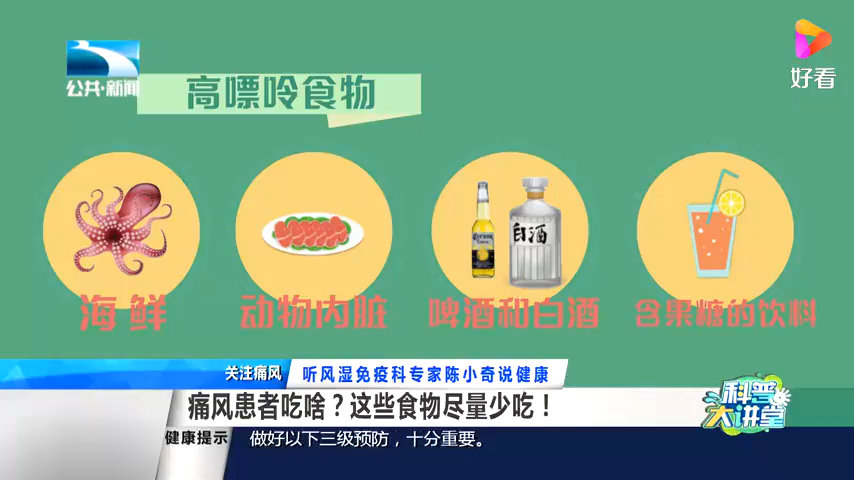 公共·新闻
好看
高嘌呤食物
Corona
Extra
白酒
海鲜
动物内脏
啤酒和白酒
含果糖的饮料
关注痛风
听风湿免疫科专家陈小奇说健康
痛风患者吃啥？这些食物尽量少吃！
科普
大讲堂
健康提示
做好以下三级预防，十分重要。